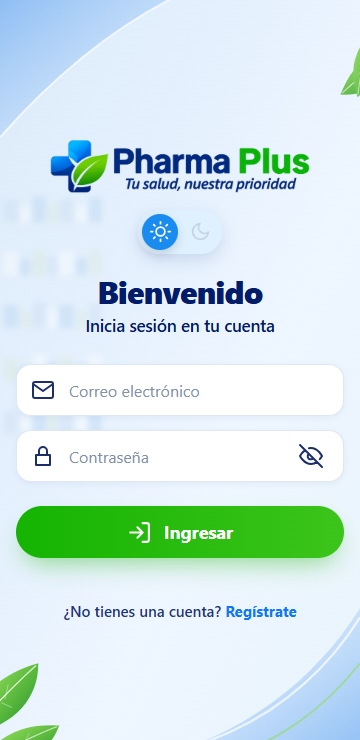 Pharma Plus
Tu salud, nuestra prioridad
Bienvenido
Inicia sesión en tu cuenta
Correo electrónico
Contraseña
Ingresar
¿No tienes una cuenta? Regístrate